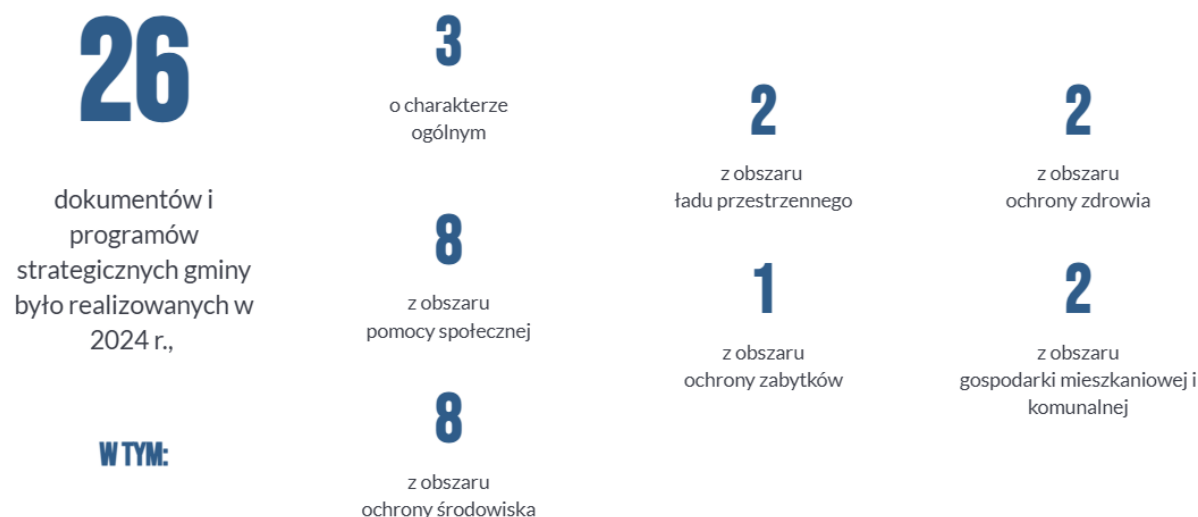 26
dokumentów i
programów
strategicznych gminy
było realizowanych w
2024 r.,
W TYM:
3
o charakterze
ogólnym
8
z obszaru
pomocy społecznej
8
z obszaru
ochrony środowiska
2
z obszaru
ładu przestrzennego
1
z obszaru
ochrony zabytków
2
z obszaru
ochrony zdrowia
2
z obszaru
gospodarki mieszkaniowej i
komunalnej